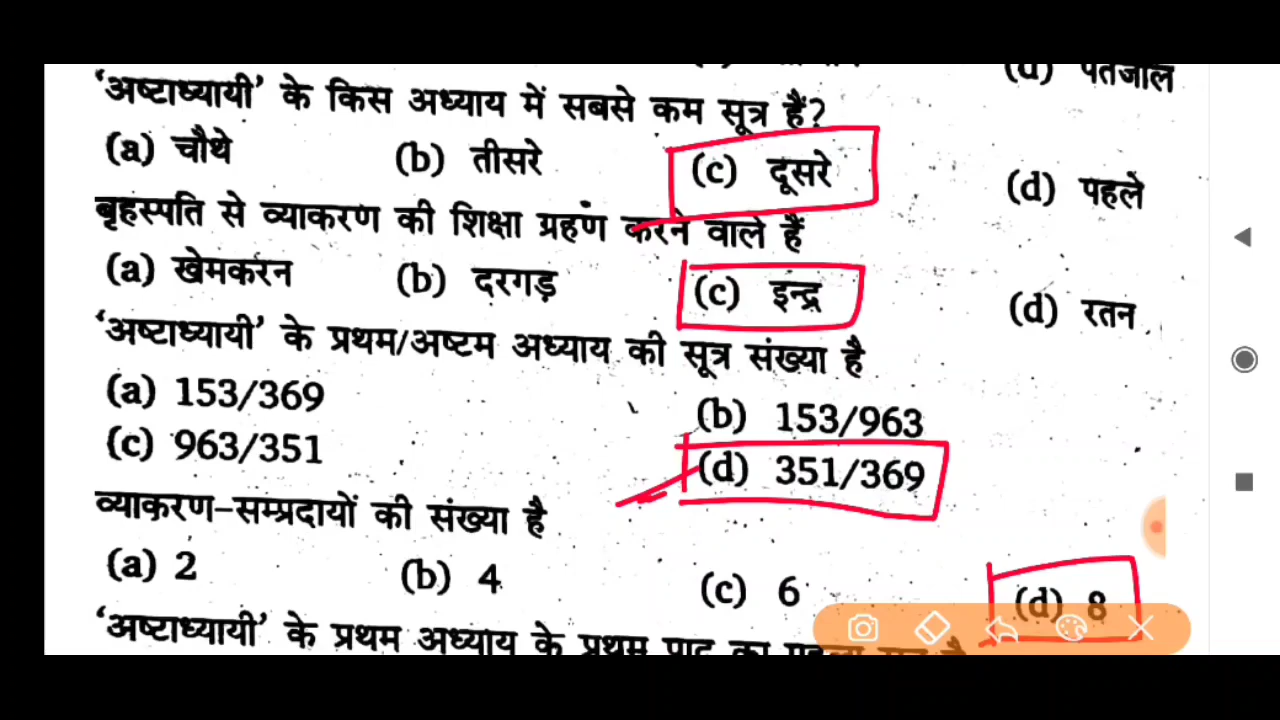 (d) पतंजलि
'अष्टाध्यायी' के किस अध्याय में सबसे कम सूत्र हैं?
(a) चौथे (b) तीसरे (c) दूसरे (d) पहले
बृहस्पति से व्याकरण की शिक्षा ग्रहण करने वाले हैं
(a) खेमकरन (b) दरगड़ (c) इन्द्र (d) रतन
'अष्टाध्यायी' के प्रथम/अष्टम अध्याय की सूत्र संख्या है
(a) 153/369 (b) 153/963
(c) 963/351 (d) 351/369
व्याकरण-सम्प्रदायों की संख्या है
(a) 2 (b) 4 (c) 6 (d) 8
'अष्टाध्यायी' के प्रथम अध्याय के प्रथम पाद का पहला सूत्र है